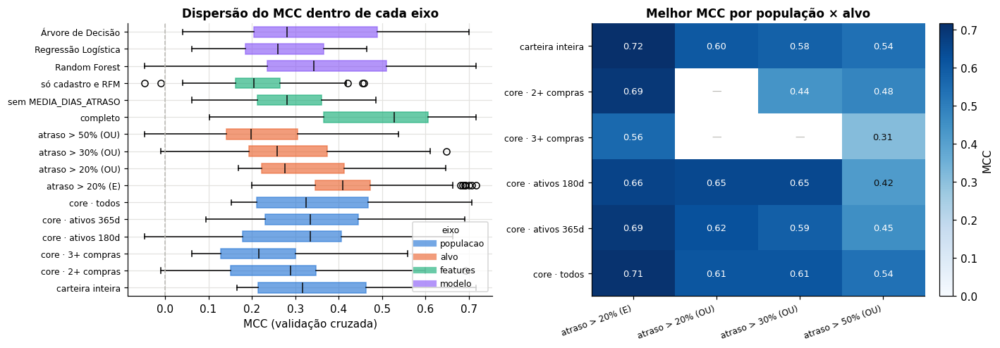 Dispersão do MCC dentro de cada eixo
Árvore de Decisão
Regressão Logística
Random Forest
só cadastro e RFM
sem MEDIA_DIAS_ATRASO
completo
atraso > 50% (OU)
atraso > 30% (OU)
atraso > 20% (OU)
atraso > 20% (E)
core · todos
core · ativos 365d
core · ativos 180d
core · 3+ compras
core · 2+ compras
carteira inteira
0.0 0.1 0.2 0.3 0.4 0.5 0.6 0.7
MCC (validação cruzada)
eixo
populacao
alvo
features
modelo
Melhor MCC por população × alvo
carteira inteira 0.72 0.60 0.58 0.54
core · 2+ compras 0.69 — 0.44 0.48
core · 3+ compras 0.56 — — 0.31
core · ativos 180d 0.66 0.65 0.65 0.42
core · ativos 365d 0.69 0.62 0.59 0.45
core · todos 0.71 0.61 0.61 0.54
atraso > 20% (E)
atraso > 20% (OU)
atraso > 30% (OU)
atraso > 50% (OU)
0.7
0.6
0.5
0.4
0.3
0.2
0.1
0.0
MCC